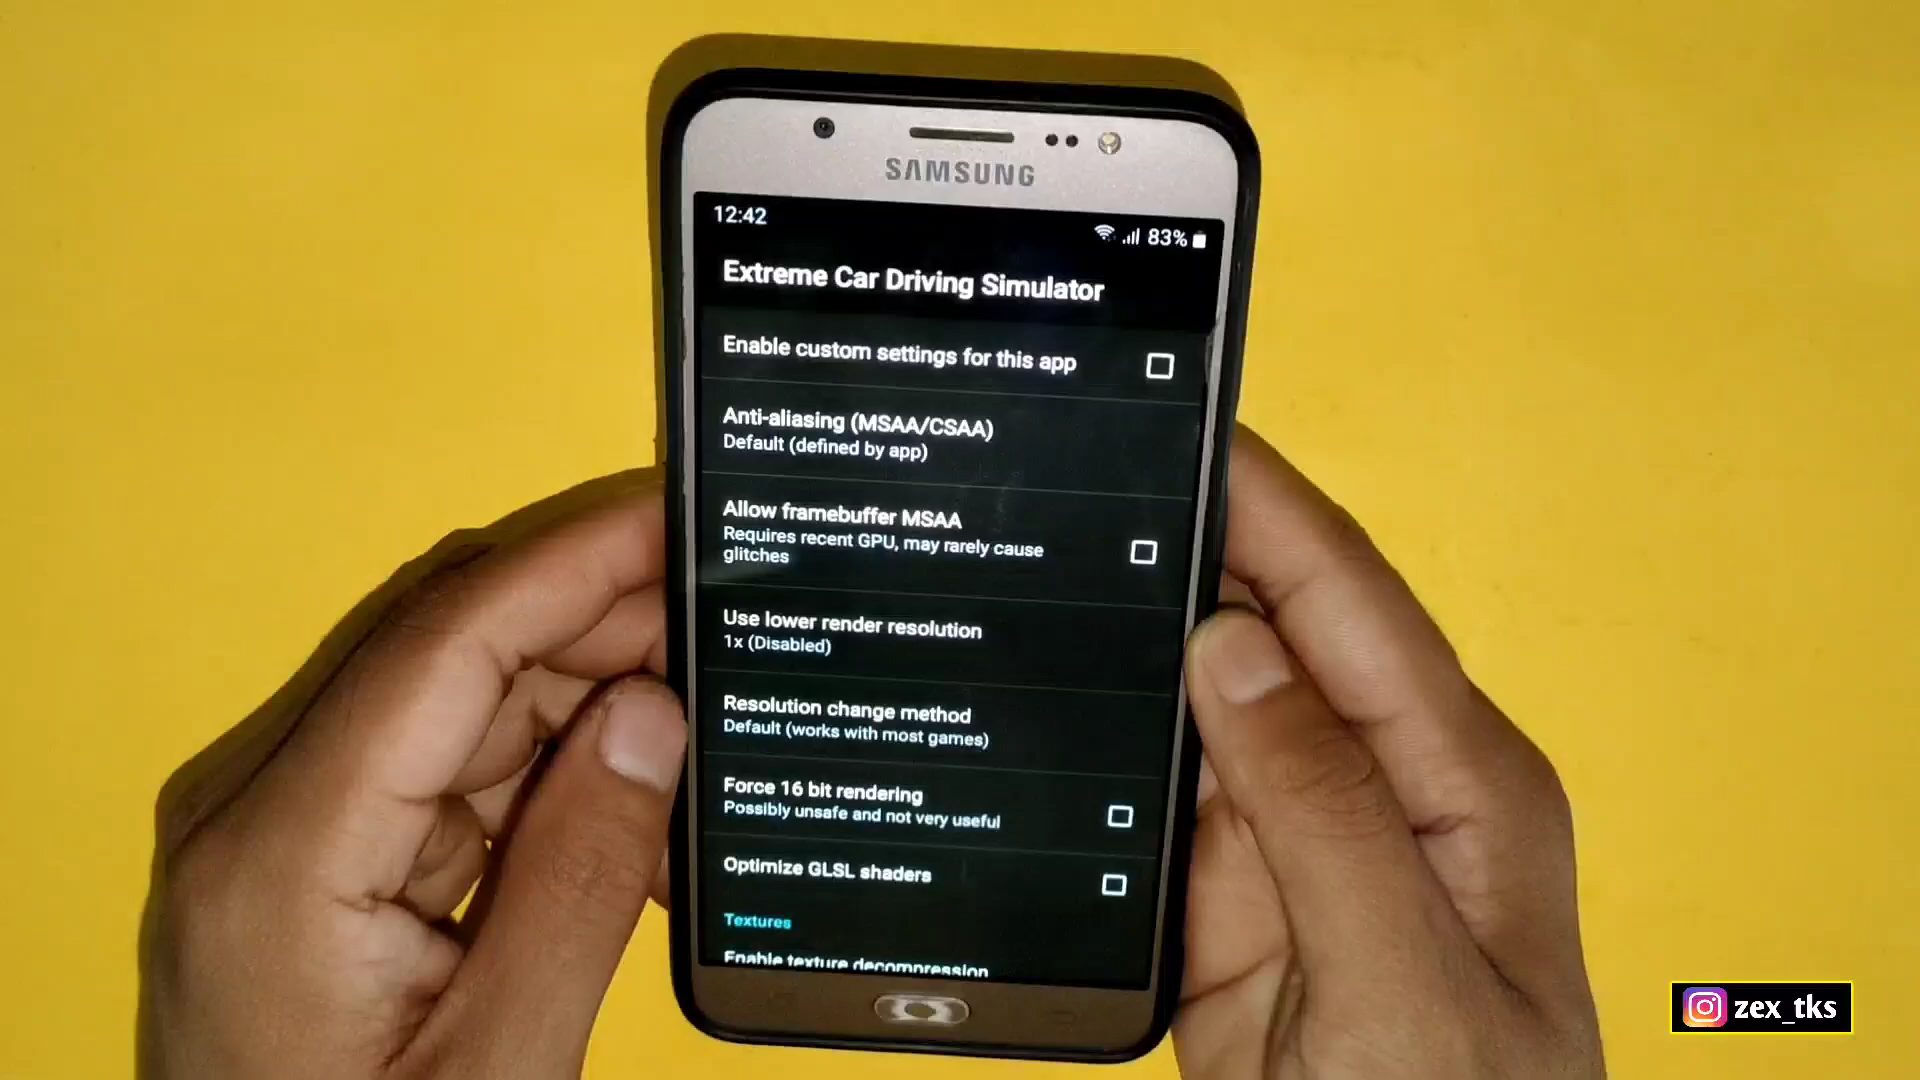 SAMSUNG
12:42
83%
Extreme Car Driving Simulator
Enable custom settings for this app
Anti-aliasing (MSAA/CSAA)
Default (defined by app)
Allow framebuffer MSAA
Requires recent GPU, may rarely cause
glitches
Use lower render resolution
1x (Disabled)
Resolution change method
Default (works with most games)
Force 16 bit rendering
Possibly unsafe and not very useful
Optimize GLSL shaders
Textures
Enable texture decompression
zex_tks